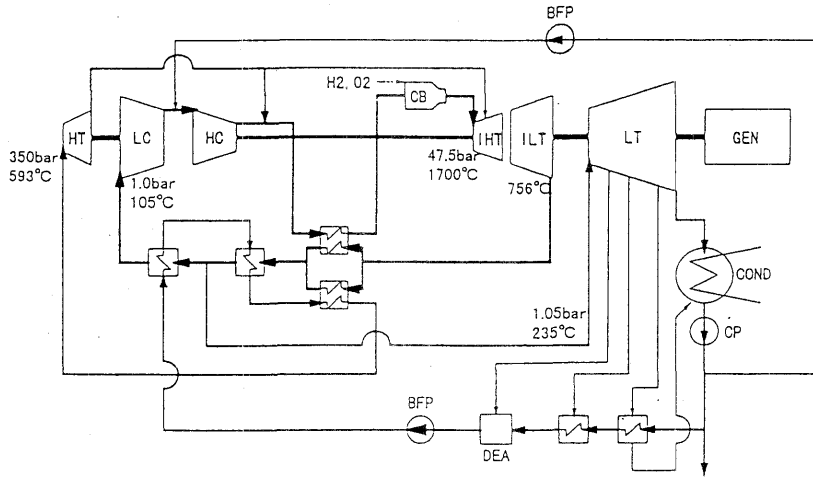 BFP
H2, O2
CB
HT
LC
HC
IHT
ILT
LT
GEN
350bar
593°C
1.0bar
105°C
47.5bar
1700°C
756°C
COND
1.05bar
235°C
CP
BFP
DEA